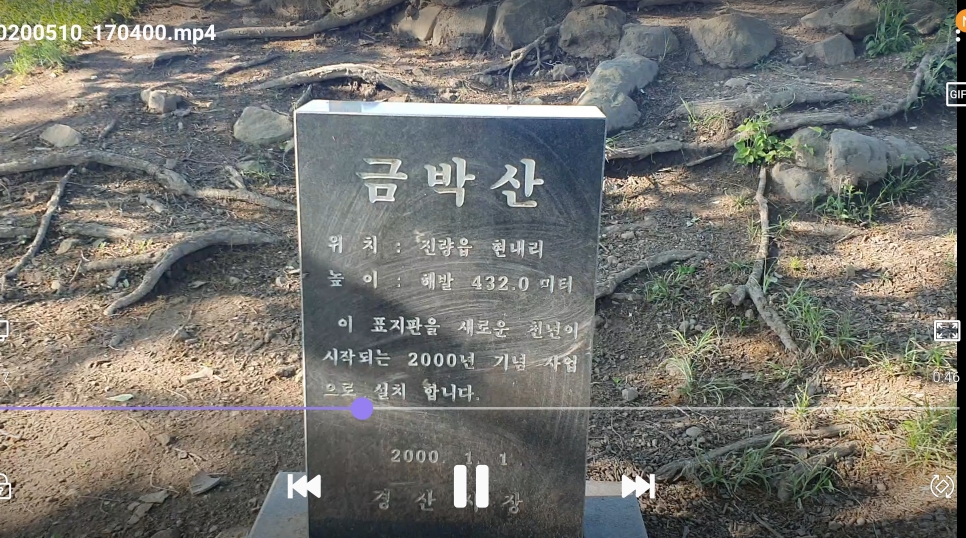 0200510_170400.mp4
GIF
금박산
위 치 : 진량읍 현내리
높 이 : 해발 432.0 미터
이 표지판을 새로운 천년이
시작되는 2000년 기념 사업
으로 설치 합니다.
0:46
2000. 1. 1
경 산 시 장